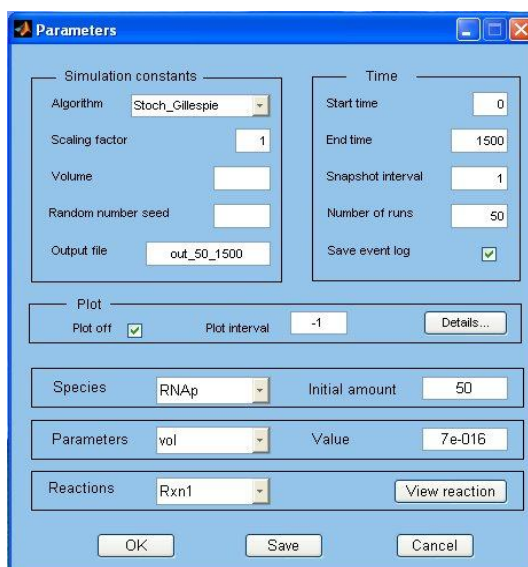 Parameters
Simulation constants
Algorithm Stoch_Gillespie
Scaling factor 1
Volume
Random number seed
Output file out_50_1500
Time
Start time 0
End time 1500
Snapshot interval 1
Number of runs 50
Save event log
Plot
Plot off Plot interval -1 Details...
Species RNAp Initial amount 50
Parameters vol Value 7e-016
Reactions Rxn1 View reaction
OK Save Cancel